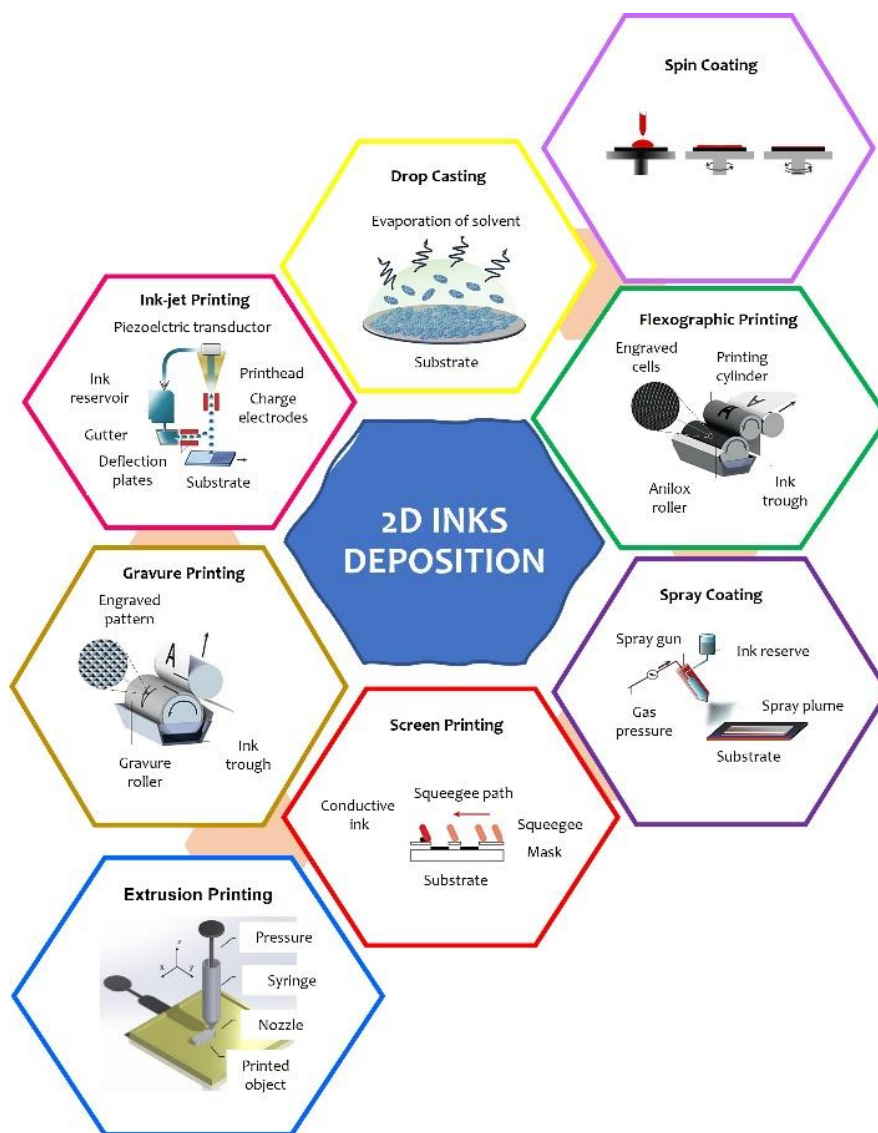 Spin Coating
Drop Casting
Evaporation of solvent
Substrate
Ink-jet Printing
Piezoelctric transductor
Ink
reservoir
Printhead
Charge
electrodes
Gutter
Deflection
plates
Substrate
Flexographic Printing
Engraved
cells
Printing
cylinder
A
A
Anilox
roller
Ink
trough
2D INKS
DEPOSITION
Gravure Printing
Engraved
pattern
A
A
Gravure
roller
Ink
trough
Spray Coating
Spray gun
Ink reserve
Gas
pressure
Spray plume
Substrate
Screen Printing
Squeegee path
Conductive
ink
Squeegee
Mask
Substrate
Extrusion Printing
Pressure
z
x
y
Syringe
Nozzle
Printed
object